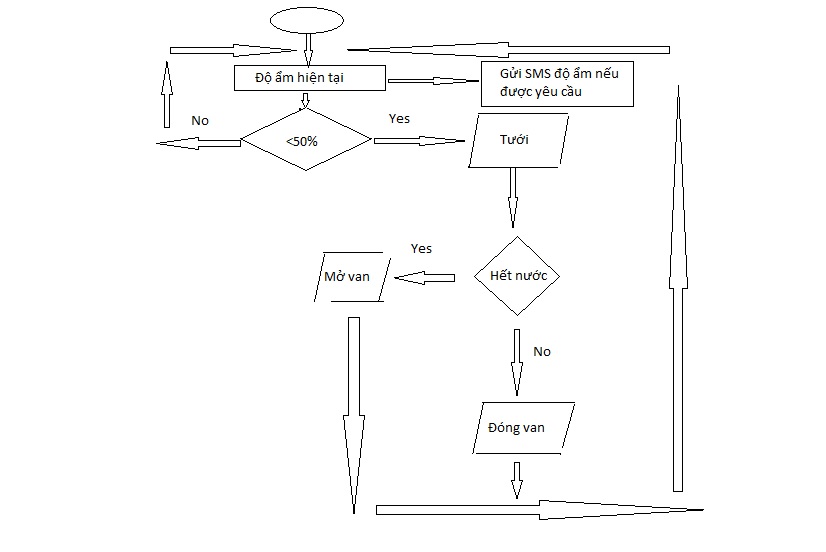 Độ ẩm hiện tại
Gửi SMS độ ẩm nếu
được yêu cầu
No
<50%
Yes
Tưới
Yes
Mở van
Hết nước
No
Đóng van